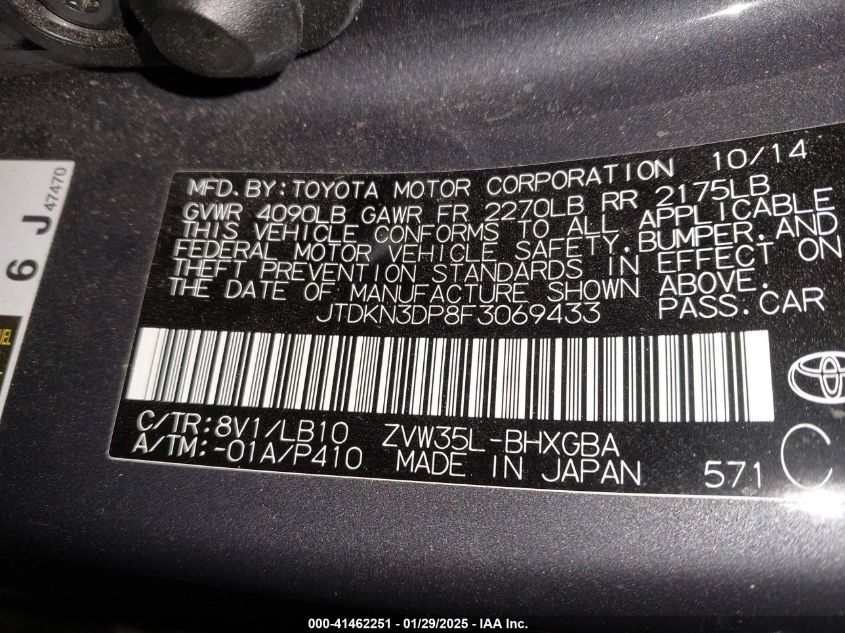 MFD. BY: TOYOTA MOTOR CORPORATION 10/14
GVWR 4090LB GAWR FR 2270LB RR 2175LB
THIS VEHICLE CONFORMS TO ALL APPLICABLE
FEDERAL MOTOR VEHICLE SAFETY, BUMPER, AND
THEFT PREVENTION STANDARDS IN EFFECT ON
THE DATE OF MANUFACTURE SHOWN ABOVE.
JTDKN3DP8F3069433 PASS. CAR
C/TR: 8V1/LB10 ZVW35L-BHXGBA
A/TM: -01A/P410 MADE IN JAPAN 571 C
6 J 47470
000-41462251 - 01/29/2025 - IAA Inc.